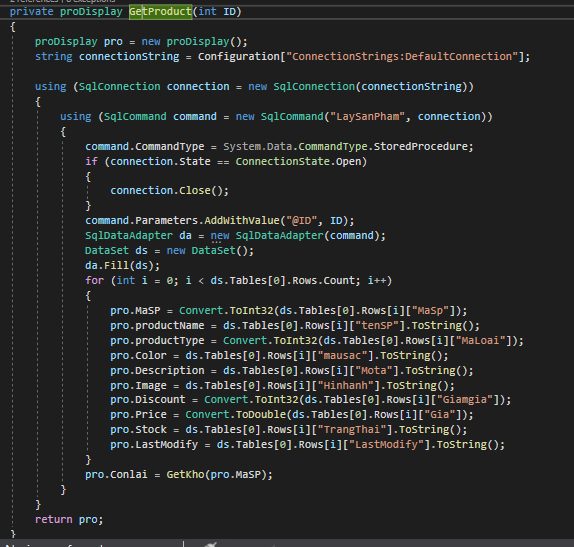 private proDisplay GetProduct(int ID)
{
proDisplay pro = new proDisplay();
string connectionString = Configuration["ConnectionStrings:DefaultConnection"];
using (SqlConnection connection = new SqlConnection(connectionString))
{
using (SqlCommand command = new SqlCommand("LaySanPham", connection))
{
command.CommandType = System.Data.CommandType.StoredProcedure;
if (connection.State == ConnectionState.Open)
{
connection.Close();
}
command.Parameters.AddWithValue("@ID", ID);
SqlDataAdapter da = new SqlDataAdapter(command);
DataSet ds = new DataSet();
da.Fill(ds);
for (int i = 0; i < ds.Tables[0].Rows.Count; i++)
{
pro.MaSP = Convert.ToInt32(ds.Tables[0].Rows[i]["MaSp"]);
pro.productName = ds.Tables[0].Rows[i]["tenSP"].ToString();
pro.productType = Convert.ToInt32(ds.Tables[0].Rows[i]["MaLoai"]);
pro.Color = ds.Tables[0].Rows[i]["mausac"].ToString();
pro.Description = ds.Tables[0].Rows[i]["Mota"].ToString();
pro.Image = ds.Tables[0].Rows[i]["Hinhanh"].ToString();
pro.Discount = Convert.ToInt32(ds.Tables[0].Rows[i]["Giamgia"]);
pro.Price = Convert.ToDouble(ds.Tables[0].Rows[i]["Gia"]);
pro.Stock = ds.Tables[0].Rows[i]["TrangThai"].ToString();
pro.LastModify = ds.Tables[0].Rows[i]["LastModify"].ToString();
}
pro.Conlai = GetKho(pro.MaSP);
}
}
return pro;
}